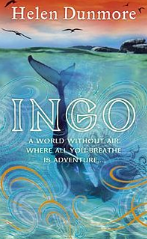 Helen Dunmore
INGO
A WORLD WITHOUT AIR,
WHERE ALL YOU BREATHE
IS ADVENTURE...